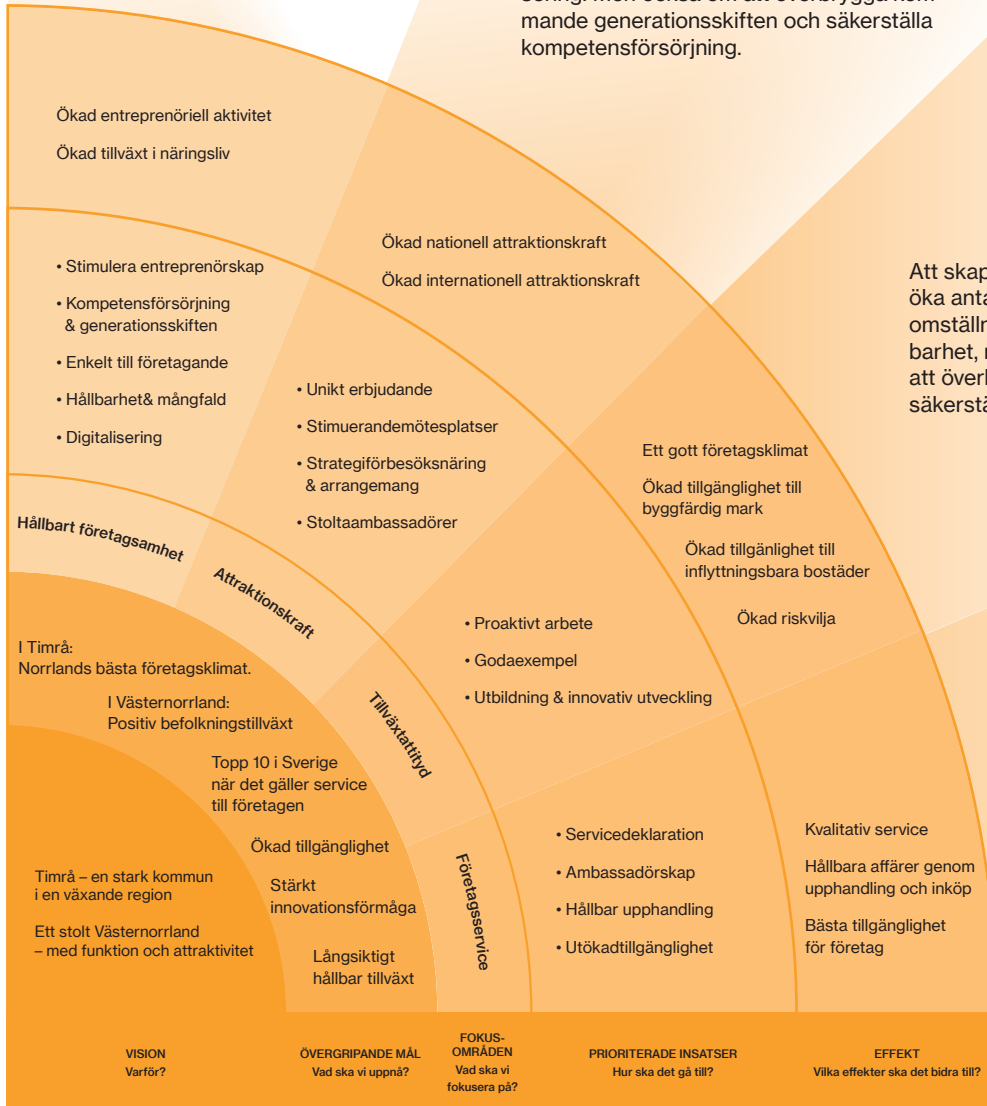 mande generationsskiften och säkerställa
kompetensförsörjning.
Ökad entreprenöriell aktivitet
Ökad tillväxt i näringsliv
Ökad nationell attraktionskraft
Ökad internationell attraktionskraft
Att skap
öka anta
omställn
barhet, r
att överb
säkerstä
• Stimulera entreprenörskap
• Kompetensförsörjning
& generationsskiften
• Enkelt till företagande
• Hållbarhet& mångfald
• Digitalisering
• Unikt erbjudande
• Stimuerandemötesplatser
• Strategiförbesöksnäring
& arrangemang
• Stoltaambassadörer
Ett gott företagsklimat
Ökad tillgänglighet till
byggfärdig mark
Ökad tillgänlighet till
inflyttningsbara bostäder
Ökad riskvilja
Hållbart företagsamhet
Attraktionskraft
Tillväxtattityd
Företagsservice
• Proaktivt arbete
• Godaexempel
• Utbildning & innovativ utveckling
I Timrå:
Norrlands bästa företagsklimat.
I Västernorrland:
Positiv befolkningstillväxt
Topp 10 i Sverige
när det gäller service
till företagen
Ökad tillgänglighet
Stärkt
innovationsförmåga
Långsiktigt
hållbar tillväxt
• Servicedeklaration
• Ambassadörskap
• Hållbar upphandling
• Utökadtillgänglighet
Kvalitativ service
Hållbara affärer genom
upphandling och inköp
Bästa tillgänglighet
för företag
Timrå – en stark kommun
i en växande region
Ett stolt Västernorrland
– med funktion och attraktivitet
VISION
Varför?
ÖVERGRIPANDE MÅL
Vad ska vi uppnå?
FOKUS-
OMRÅDEN
Vad ska vi
fokusera på?
PRIORITERADE INSATSER
Hur ska det gå till?
EFFEKT
Vilka effekter ska det bidra till?